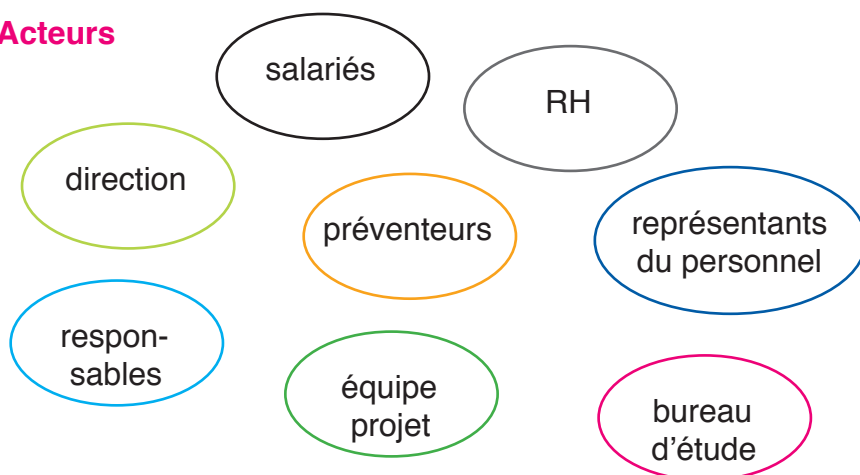 Acteurs
salariés
RH
direction
préventeurs
représentants
du personnel
respon-
sables
équipe
projet
bureau
d'étude